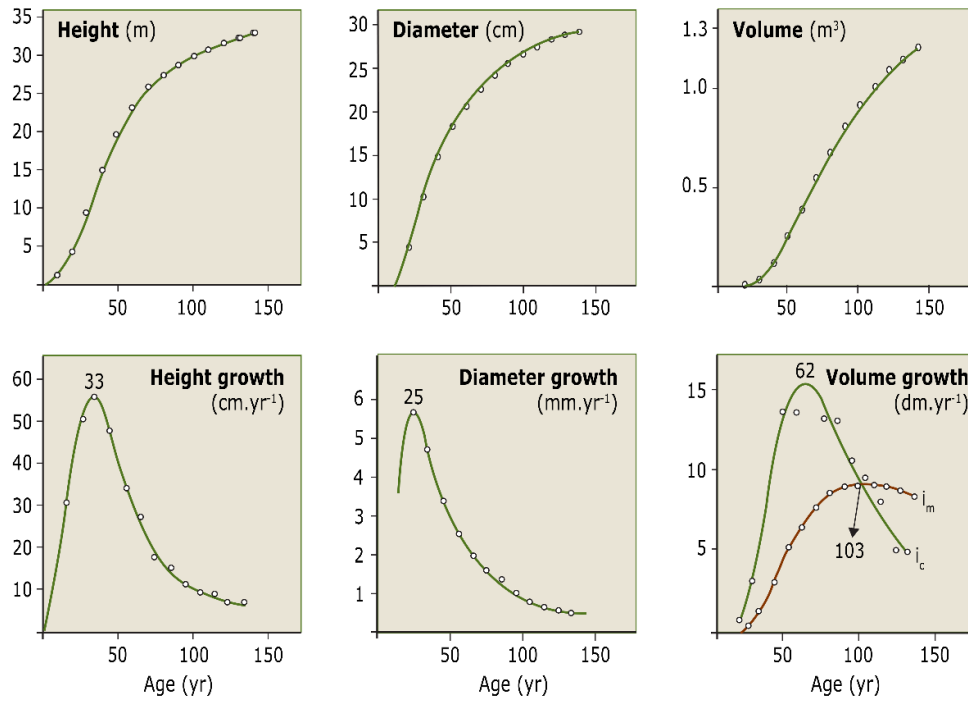 Height (m)
35
30
25
20
15
10
5
50 100 150
Diameter (cm)
30
25
20
15
10
5
50 100 150
Volume (m³)
1.3
1.0
0.5
50 100 150
Height growth
(cm.yr⁻¹)
33
60
50
40
30
20
10
0
50 100 150
Age (yr)
Diameter growth
(mm.yr⁻¹)
25
6
5
4
3
2
1
50 100 150
Age (yr)
Volume growth
(dm.yr⁻¹)
62
15
10
5
i_m
103
i_c
50 100 150
Age (yr)